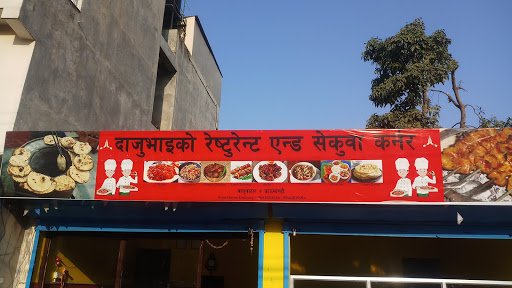 दाजुभाइको रेष्टुरेन्ट एन्ड सेकुवा कर्नर